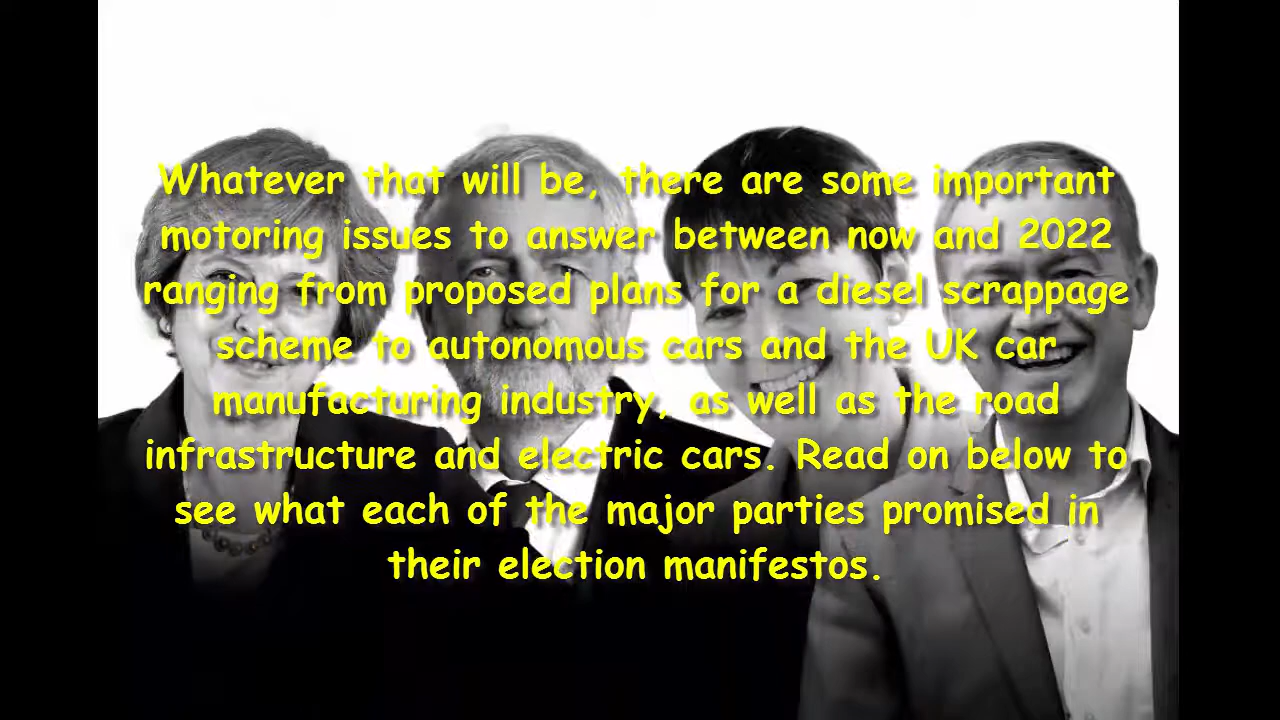 Whatever that will be, there are some important
motoring issues to answer between now and 2022
ranging from proposed plans for a diesel scrappage
scheme to autonomous cars and the UK car
manufacturing industry, as well as the road
infrastructure and electric cars. Read on below to
see what each of the major parties promised in
their election manifestos.